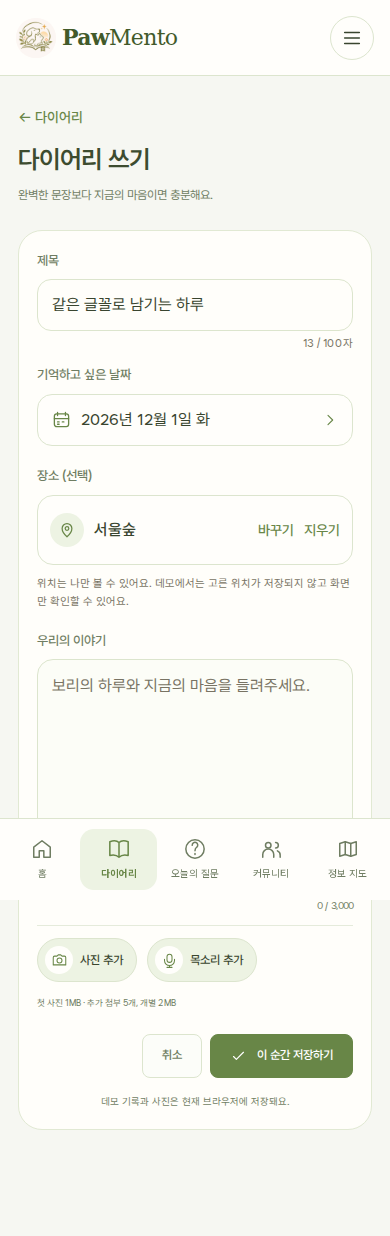 PawMento
← 다이어리
다이어리 쓰기
완벽한 문장보다 지금의 마음이면 충분해요.
제목
같은 글꼴로 남기는 하루
13 / 100자
기억하고 싶은 날짜
2026년 12월 1일 화
장소 (선택)
서울숲
바꾸기 지우기
위치는 나만 볼 수 있어요. 데모에서는 고른 위치가 저장되지 않고 화면
만 확인할 수 있어요.
우리의 이야기
보리의 하루와 지금의 마음을 들려주세요.
홈 다이어리 오늘의 질문 커뮤니티 정보 지도
0 / 3,000
사진 추가 목소리 추가
첫 사진 1MB · 추가 첨부 5개, 개별 2MB
취소 이 순간 저장하기
데모 기록과 사진은 현재 브라우저에 저장돼요.